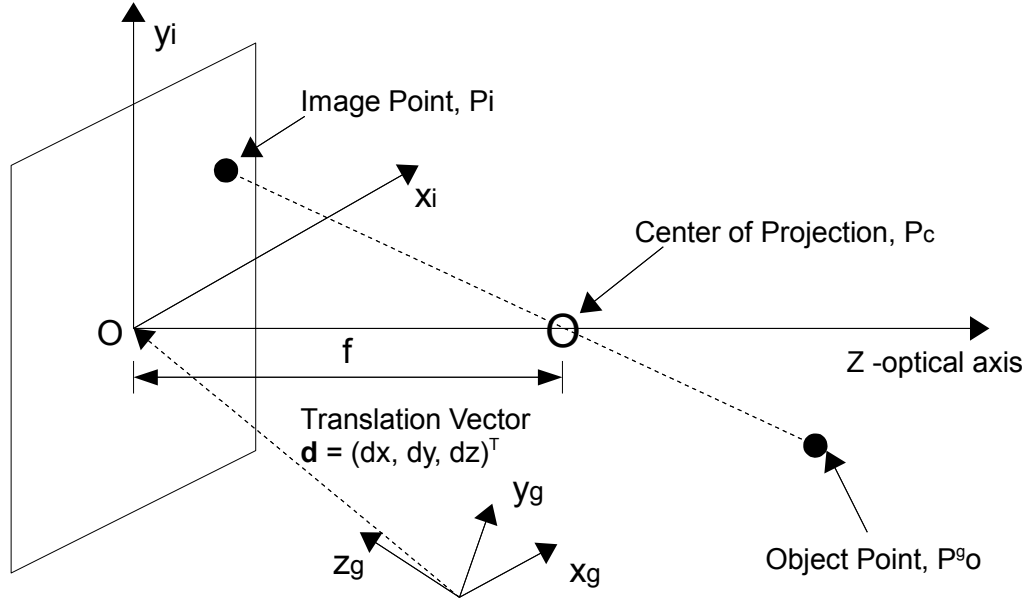 yi
Image Point, Pi
xi
Center of Projection, Pc
O
O
f
Z -optical axis
Translation Vector
d = (dx, dy, dz)ᵀ
yg
zg
xg
Object Point, Pᵍo